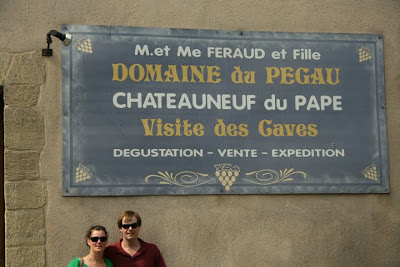 M. et Me FERAUD et Fille
DOMAINE du PEGAU
CHATEAUNEUF du PAPE
Visite des Caves
DEGUSTATION - VENTE - EXPEDITION